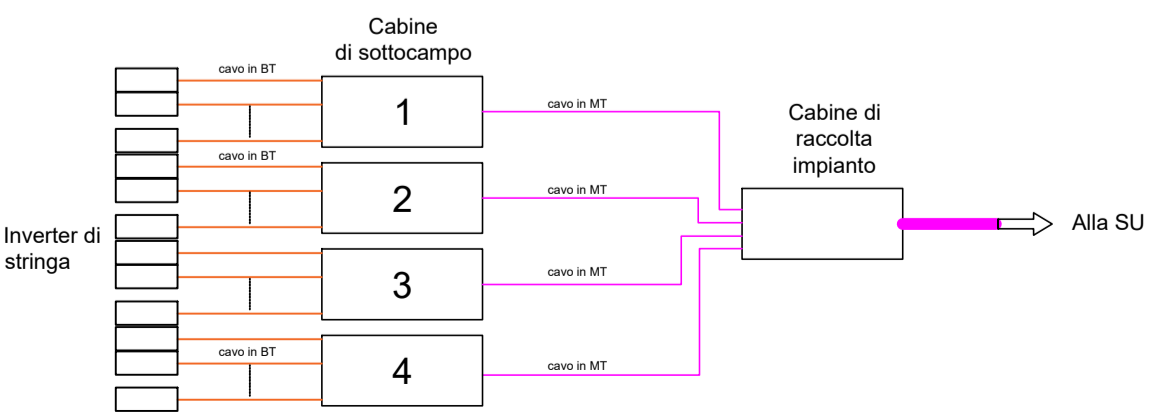 Cabine
di sottocampo
cavo in BT
1
cavo in MT
Cabine di
raccolta
impianto
cavo in BT
2
cavo in MT
Alla SU
Inverter di
stringa
3
cavo in MT
cavo in BT
4
cavo in MT